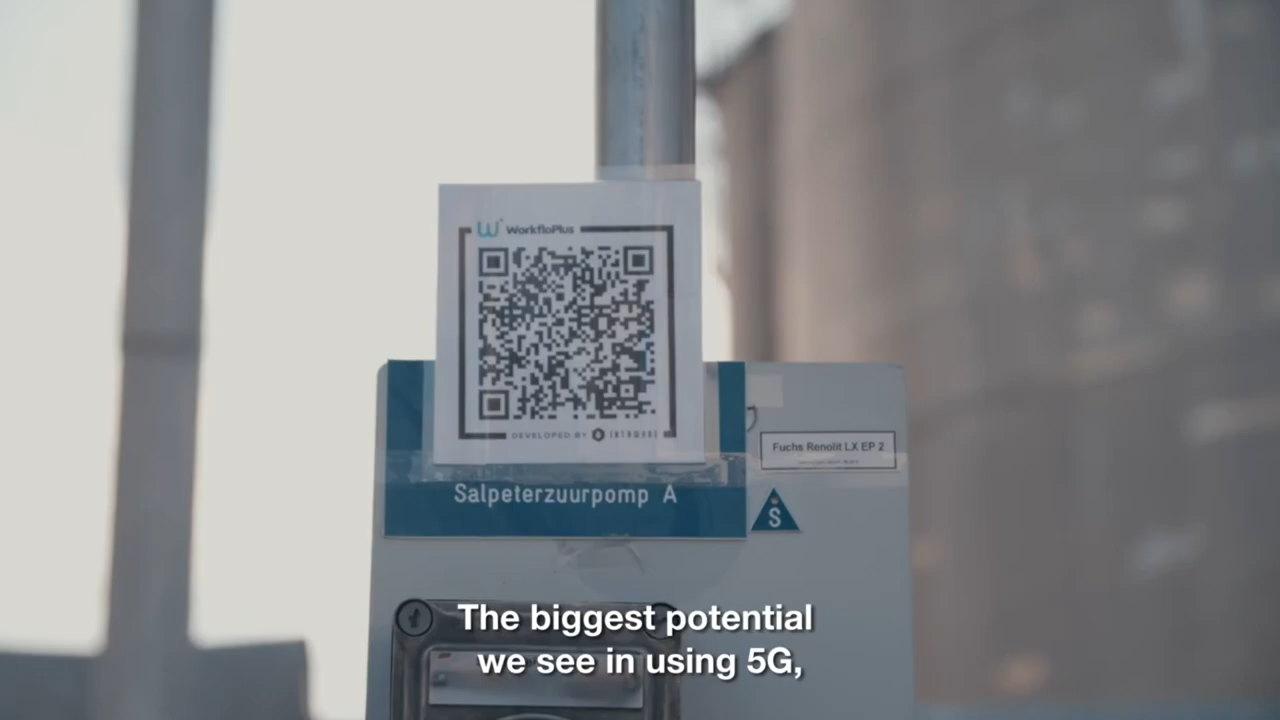 WorkfloPlus
DEVELOPED BY
Fuchs Renolit LX EP 2
Salpeterzuurpomp A
S
The biggest potential
we see in using 5G,